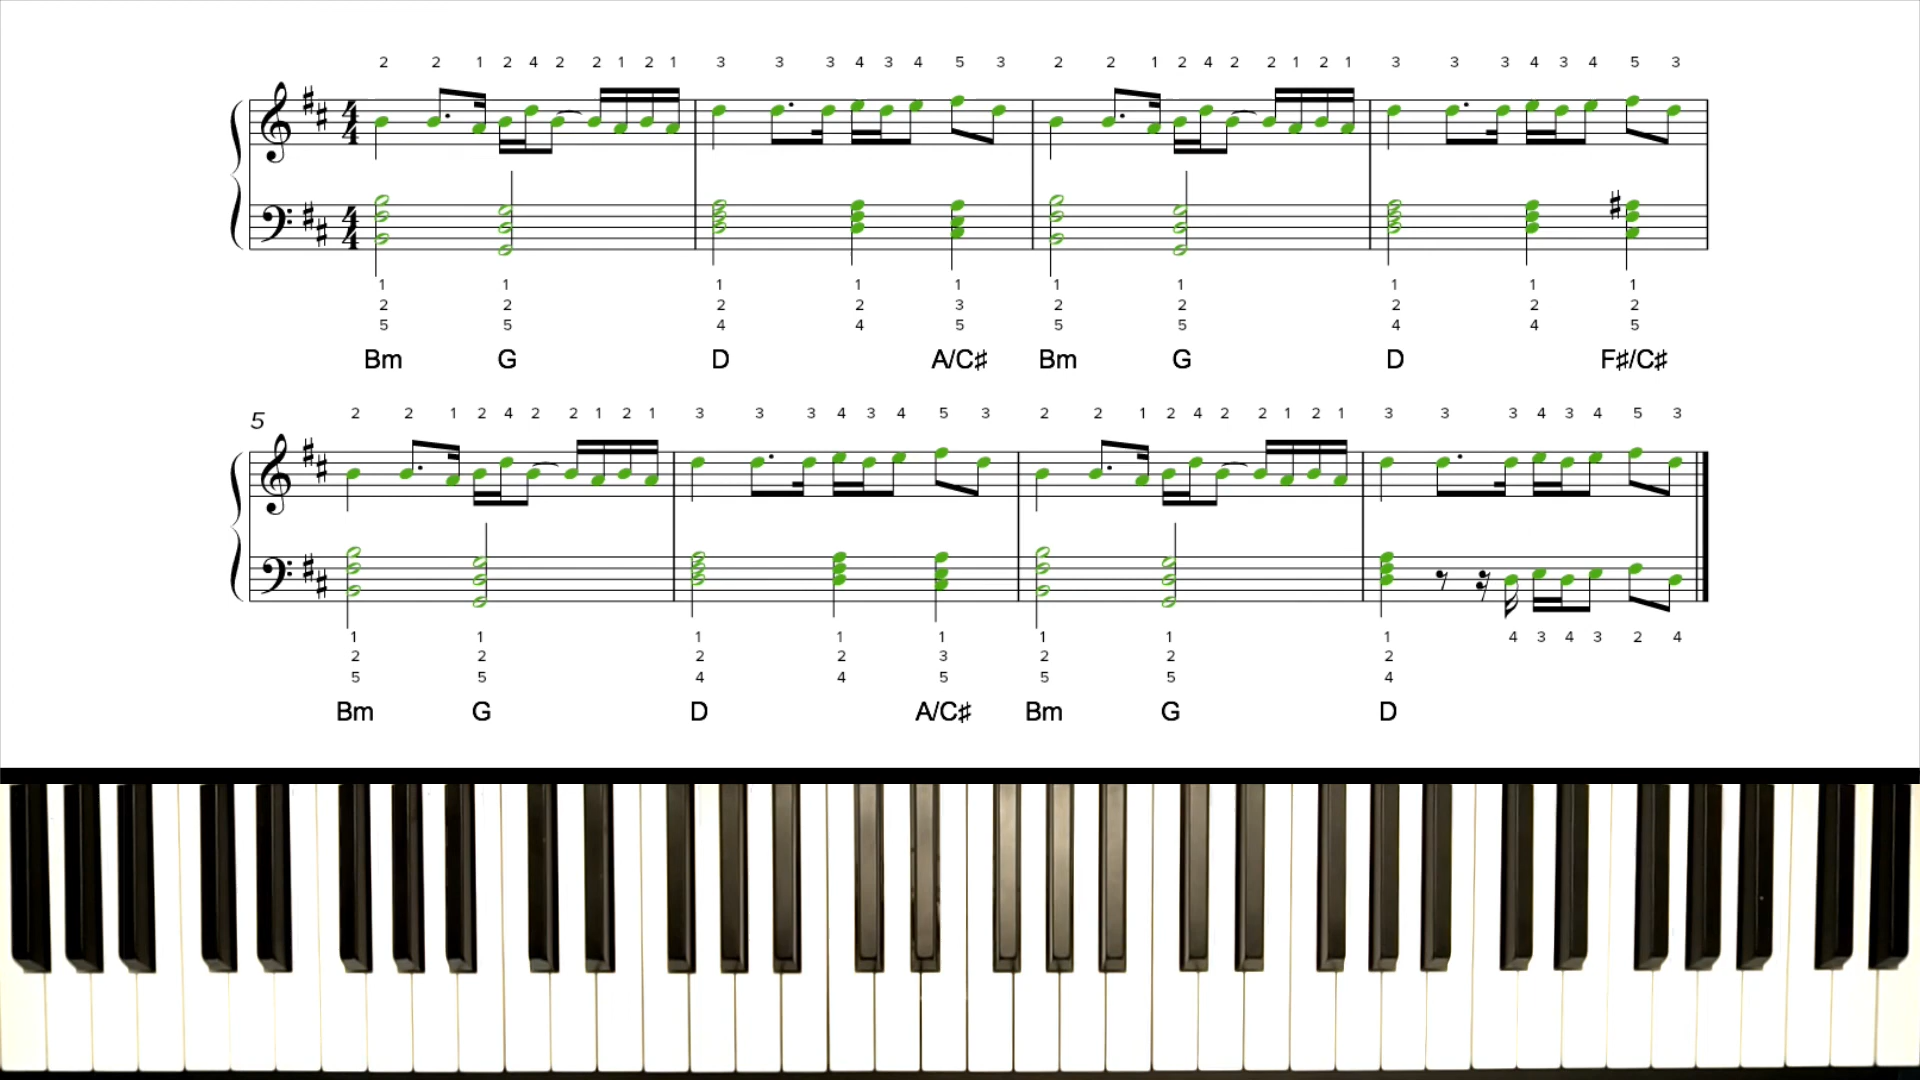 2 2 1 2 4 2 2 1 2 1 3 3 3 4 3 4 5 3 2 2 1 2 4 2 2 1 2 1 3 3 3 4 3 4 5 3
4 4
4 4
1 1 1 1 1 1 1 1 1 1
2 2 2 2 3 2 2 2 2 2
5 5 4 4 5 5 5 4 4 5
Bm G D A/C♯ Bm G D F♯/C♯
5 2 2 1 2 4 2 2 1 2 1 3 3 3 4 3 4 5 3 2 2 1 2 4 2 2 1 2 1 3 3 3 4 3 4 5 3
1 1 1 1 1 1 1 1 4 3 4 3 2 4
2 2 2 2 3 2 2 2
5 5 4 4 5 5 5 4
Bm G D A/C♯ Bm G D